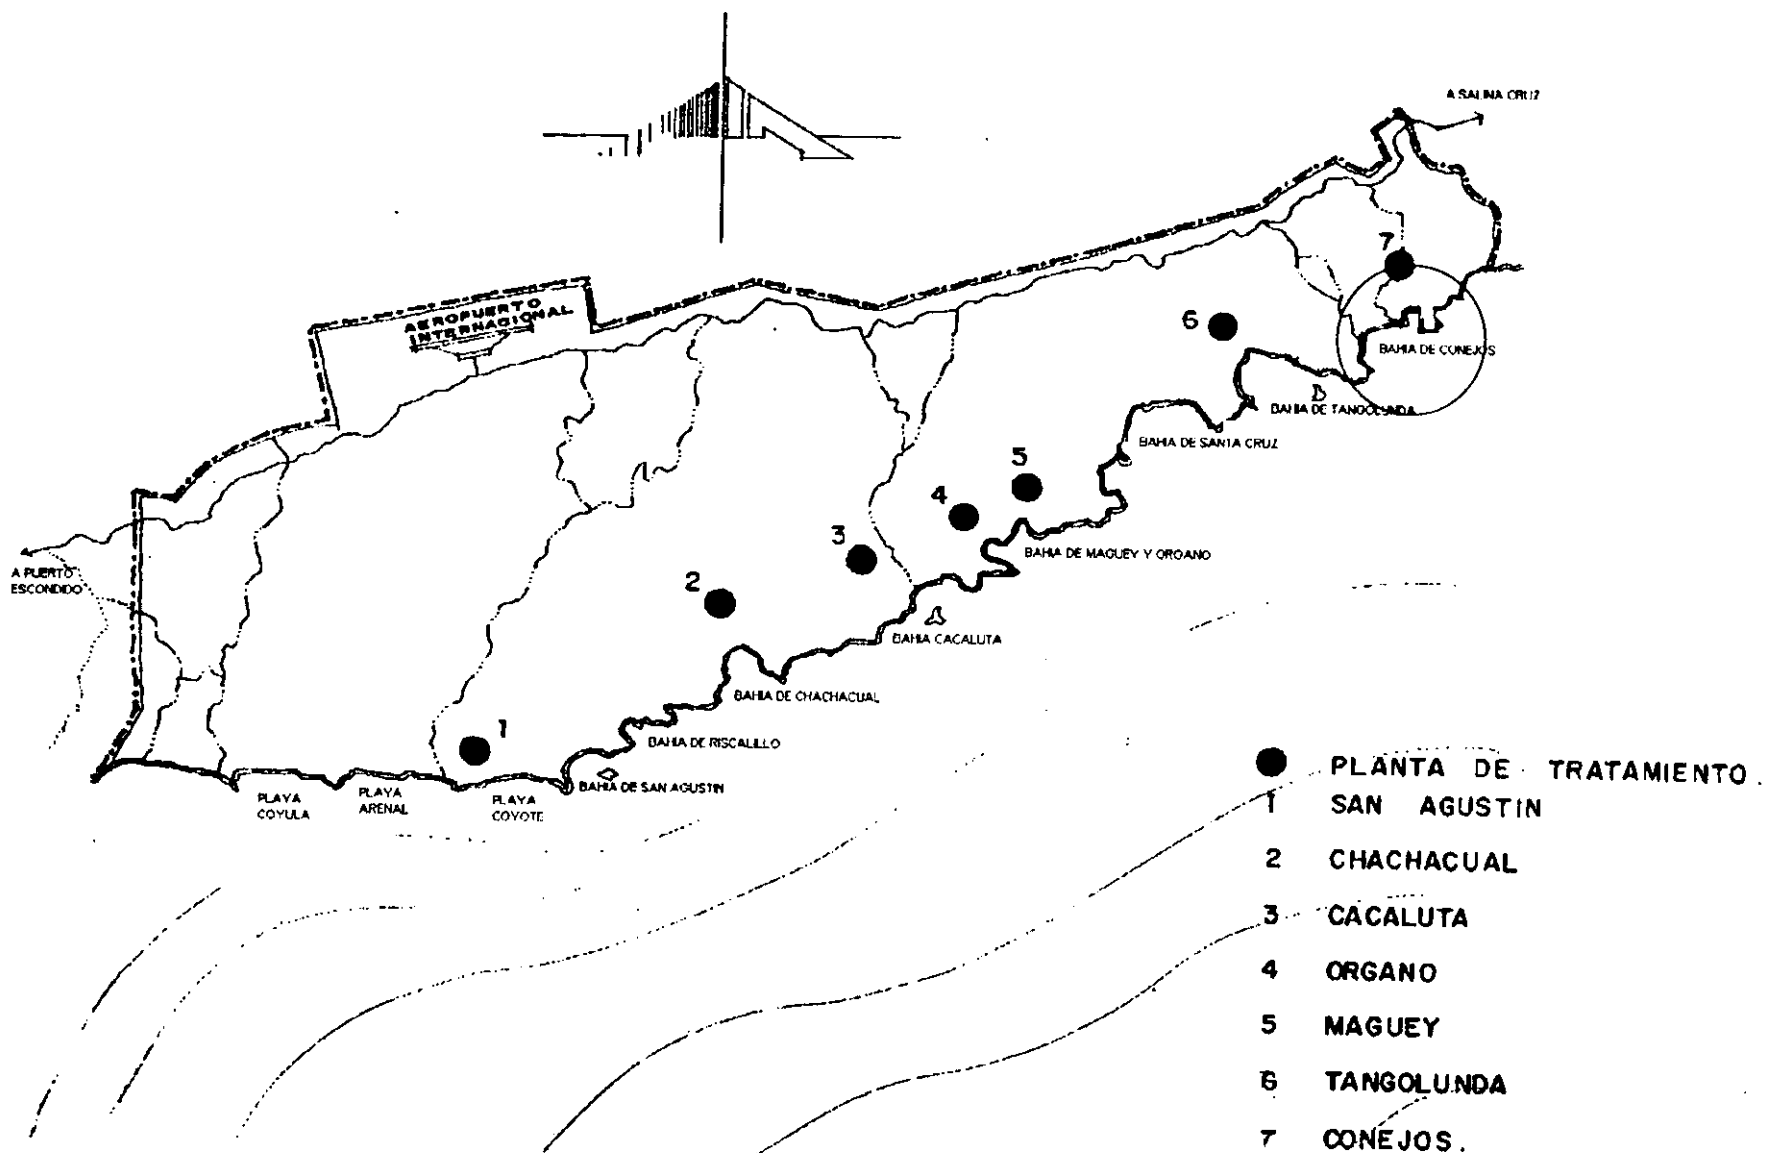 A SALINA CRUZ
AEROPUERTO
INTERNACIONAL
7
BAHIA DE CONEJOS
6
BAHIA DE TANGOLUNDA
BAHIA DE SANTA CRUZ
5
4
BAHIA DE MAGUEY Y ORGANO
3
A PUERTO
ESCONDIDO
2
BAHIA CACALUTA
BAHIA DE CHACHACUAL
1
BAHIA DE RISCALILLO
BAHIA DE SAN AGUSTIN
PLAYA
COYULA
PLAYA
ARENAL
PLAYA
COYOTE
PLANTA DE TRATAMIENTO.
1 SAN AGUSTIN
2 CHACHACUAL
3 CACALUTA
4 ORGANO
5 MAGUEY
6 TANGOLUNDA
7 CONEJOS.